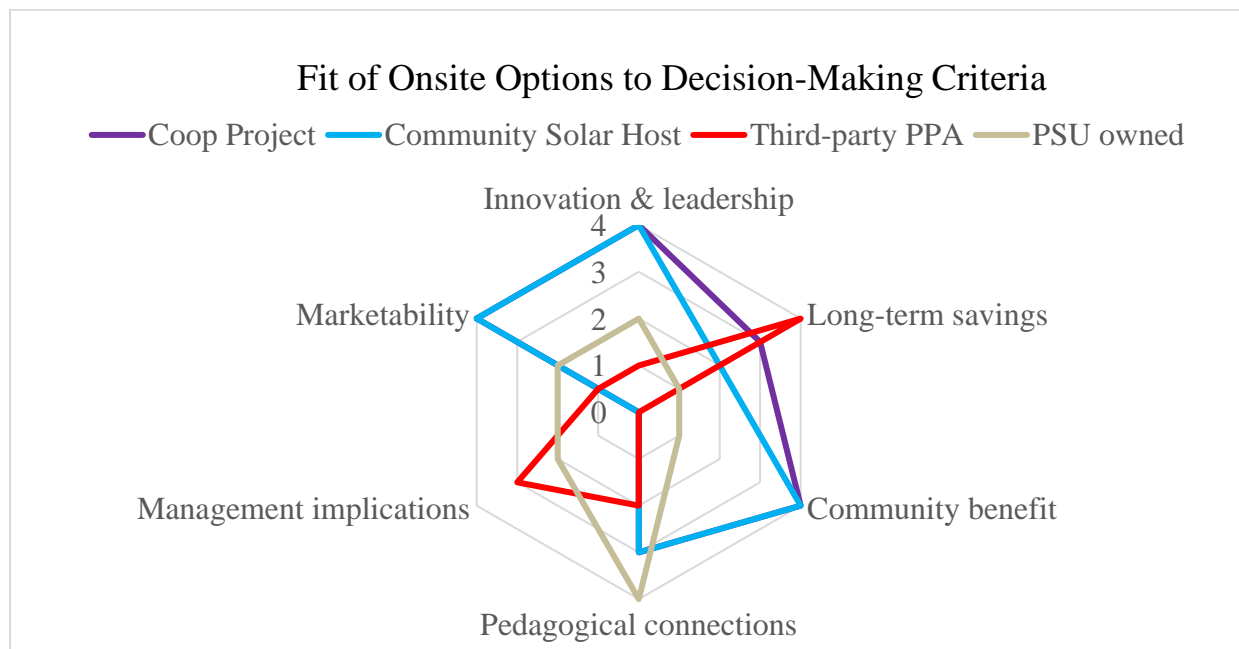 Fit of Onsite Options to Decision-Making Criteria
Coop Project Community Solar Host Third-party PPA PSU owned
Innovation & leadership
4
3
Marketability Long-term savings
2
1
0
Management implications Community benefit
Pedagogical connections